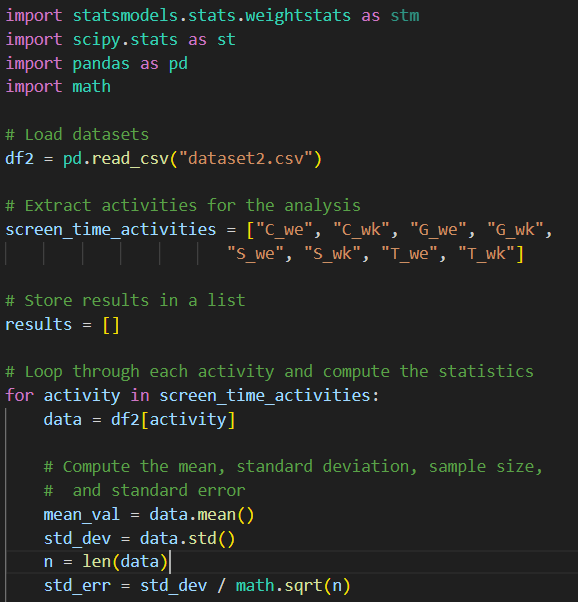 import statsmodels.stats.weightstats as stm
import scipy.stats as st
import pandas as pd
import math

# Load datasets
df2 = pd.read_csv("dataset2.csv")

# Extract activities for the analysis
screen_time_activities = ["C_we", "C_wk", "G_we", "G_wk",
                       "S_we", "S_wk", "T_we", "T_wk"]

# Store results in a list
results = []

# Loop through each activity and compute the statistics
for activity in screen_time_activities:
    data = df2[activity]

    # Compute the mean, standard deviation, sample size,
    #  and standard error
    mean_val = data.mean()
    std_dev = data.std()
    n = len(data)
    std_err = std_dev / math.sqrt(n)